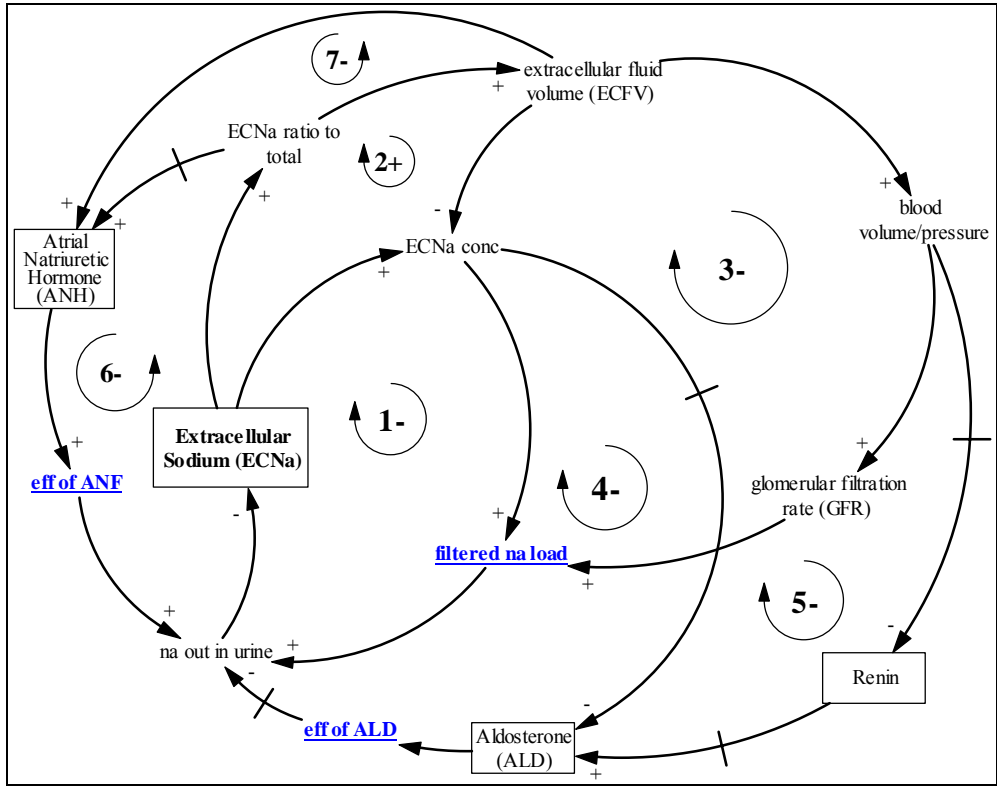 7-
extracellular fluid
volume (ECFV)
+
ECNa ratio to
total
2+
+
+
+
+
blood
volume/pressure
-
Atrial
Natriuretic
Hormone
(ANH)
ECNa conc
+
3-
6-
1-
Extracellular
Sodium (ECNa)
+
eff of ANF
+
glomerular filtration
rate (GFR)
4-
-
+
filtered na load
+
5-
+
na out in urine
+
-
-
Renin
eff of ALD
-
Aldosterone
(ALD)
+